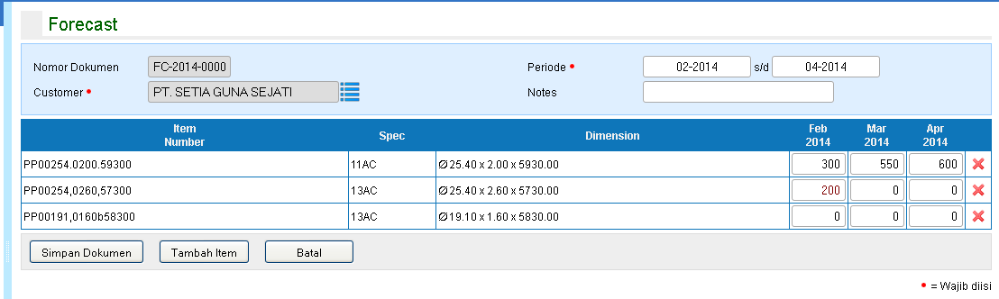 Forecast
Nomor Dokumen FC-2014-0000 Periode • 02-2014 s/d 04-2014
Customer • PT. SETIA GUNA SEJATI Notes
Item Number Spec Dimension Feb 2014 Mar 2014 Apr 2014
PP00254.0200.59300 11AC Ø 25.40 x 2.00 x 5930.00 300 550 600
PP00254,0260,57300 13AC Ø 25.40 x 2.60 x 5730.00 200 0 0
PP00191,0160b58300 13AC Ø 19.10 x 1.60 x 5830.00 0 0 0
Simpan Dokumen Tambah Item Batal
• = Wajib diisi